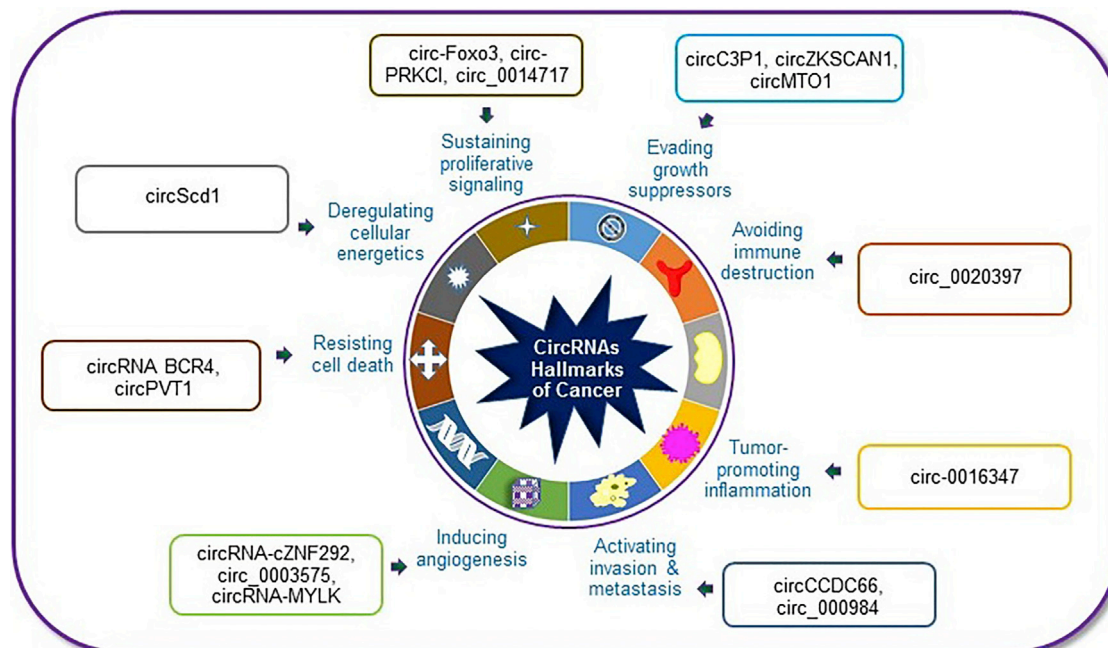 circ-Foxo3, circ-
PRKCI, circ_0014717
circC3P1, circZKSCAN1,
circMTO1
Sustaining
proliferative
signaling
Evading
growth
suppressors
circScd1
Deregulating
cellular
energetics
Avoiding
immune
destruction
circ_0020397
circRNA BCR4,
circPVT1
Resisting
cell death
CircRNAs
Hallmarks
of Cancer
Tumor-
promoting
inflammation
circ-0016347
circRNA-cZNF292,
circ_0003575,
circRNA-MYLK
Inducing
angiogenesis
Activating
invasion &
metastasis
circCCDC66,
circ_000984